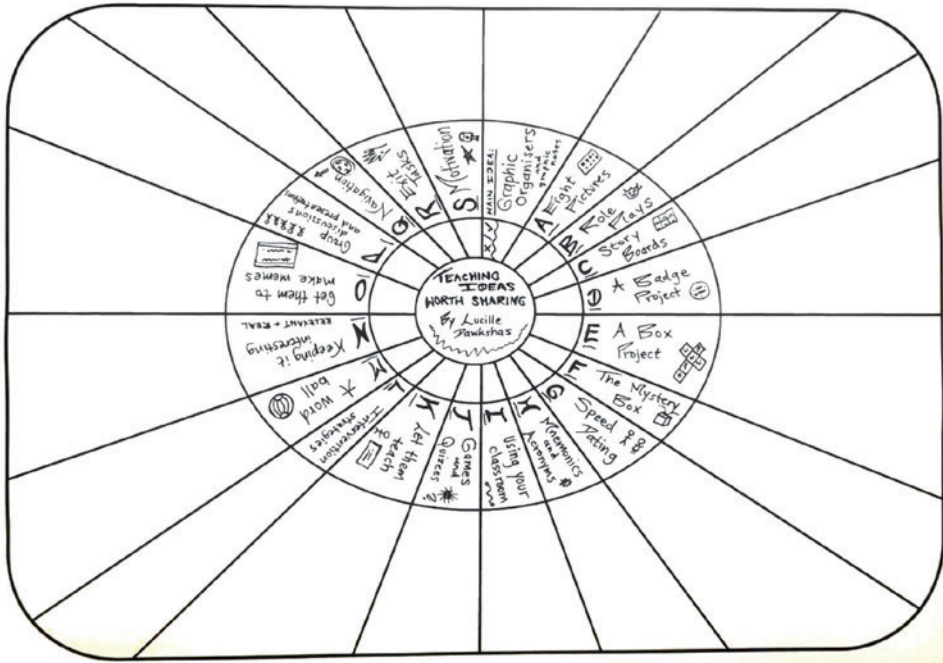 TEACHING
IDEAS
WORTH SHARING
By Lucille
Dawkshas
MAIN IDEA:
Graphic
Organisers
and
graphic
notes
A
Eight
Pictures
B
Role
Plays
C
Story
Boards
D
A Badge
Project
E
A Box
Project
F
The Mystery
Box
G
Speed
Dating
H
Mnemonics
and
Acronyms
I
Using your
classroom
J
Games
and
Quizzes
?
K
Let them
teach
L
Intervention
strategies
M
A word
ball
N
Keeping it
interesting
RELEVANT + REAL
O
Get them to
make memes
P
Group
discussions
and presentations
Q
Navigation
R
Exit
Tasks
S
Motivation